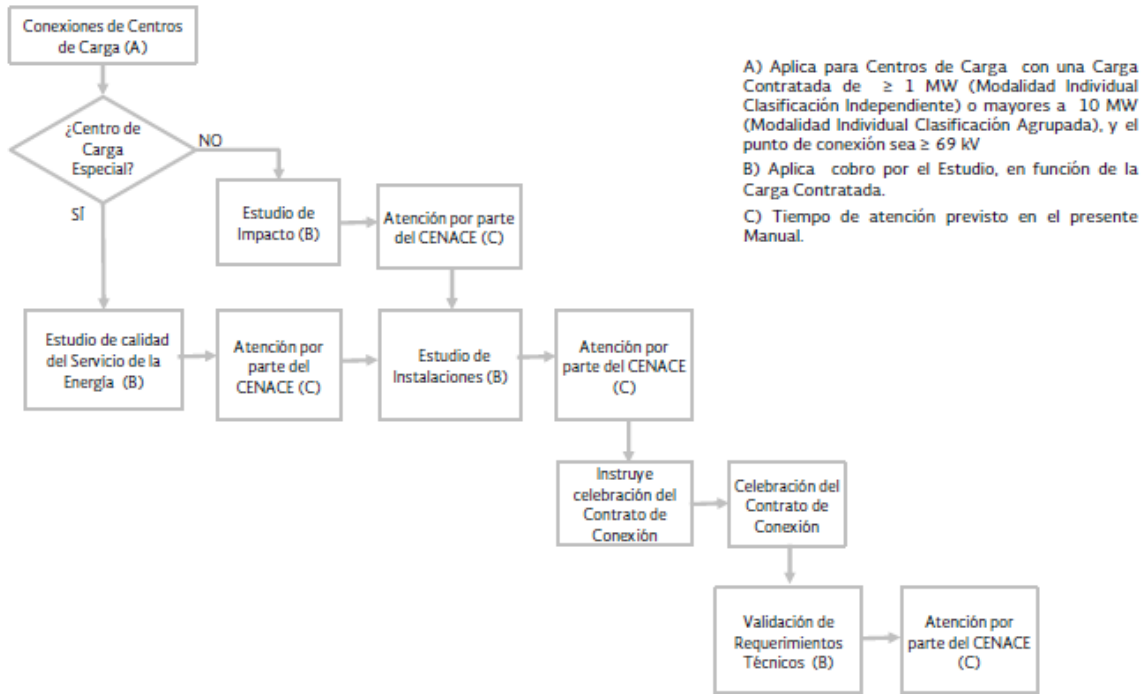 Conexiones de Centros
de Carga (A)
A) Aplica para Centros de Carga con una Carga
Contratada de ≥ 1 MW (Modalidad Individual
Clasificación Independiente) o mayores a 10 MW
(Modalidad Individual Clasificación Agrupada), y el
punto de conexión sea ≥ 69 kV
B) Aplica cobro por el Estudio, en función de la
Carga Contratada.
C) Tiempo de atención previsto en el presente
Manual.
¿Centro de
Carga
Especial?
NO
SÍ
Estudio de
Impacto (B)
Atención por parte
del CENACE (C)
Estudio de calidad
del Servicio de la
Energía (B)
Atención por
parte del
CENACE (C)
Estudio de
Instalaciones (B)
Atención por
parte del CENACE
(C)
Instruye
celebración del
Contrato de
Conexión
Celebración del
Contrato de
Conexión
Validación de
Requerimientos
Técnicos (B)
Atención por
parte del CENACE
(C)